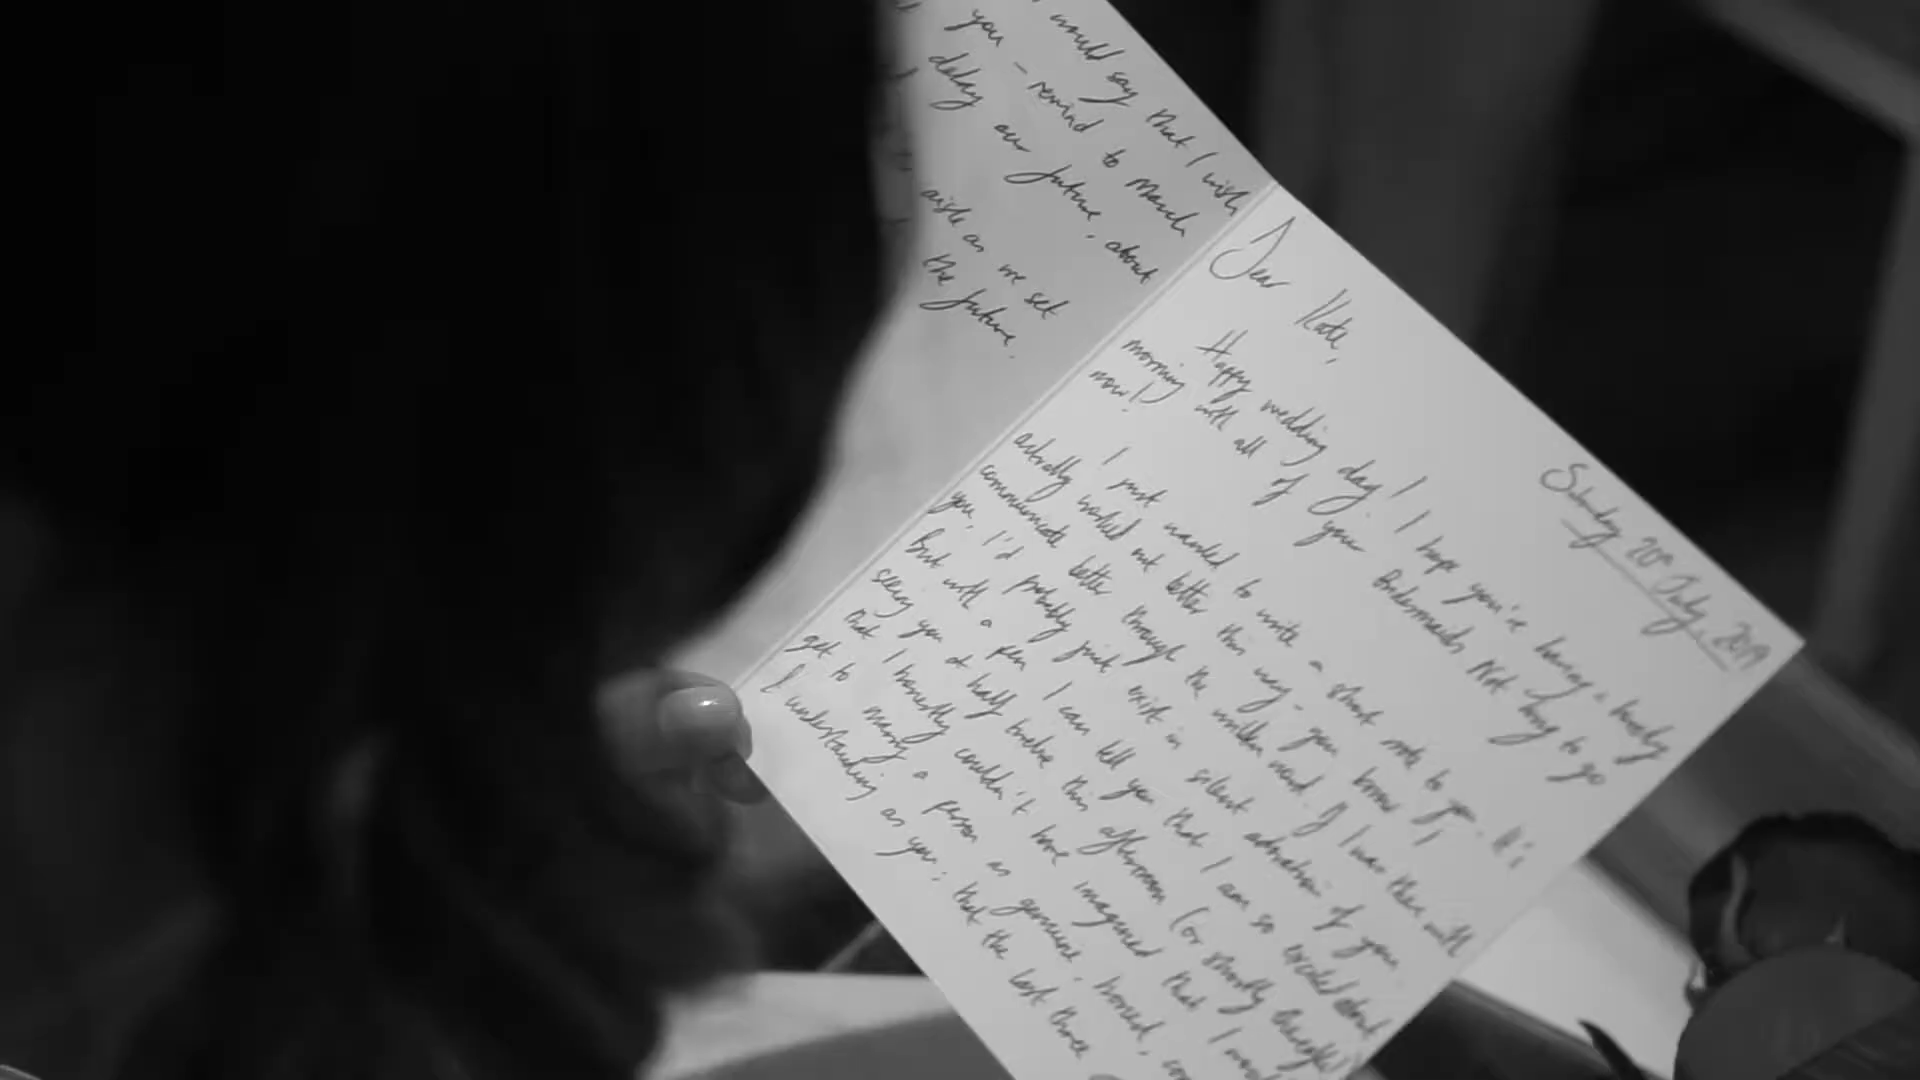 would say that I wish
you - remind to March
delay our future, about
aisle as we set
the future.
Saturday 20th July, 2019
Dear Kate,
Happy wedding day! I hope you're having a lovely
morning with all of your Bridesmaids. Not long to go
now!
I just wanted to write a short note to you. It's
actually worked out better this way - you know I
communicate better through the written word. If I was there with
you, I'd probably just exist in silent adoration of you.
But with a pen I can tell you that I am so excited about
seeing you at half twelve this afternoon (or shortly thereafter)
that I honestly couldn't have imagined that I would
get to marry a person as genuine, honest,
& understanding as you; that the last three